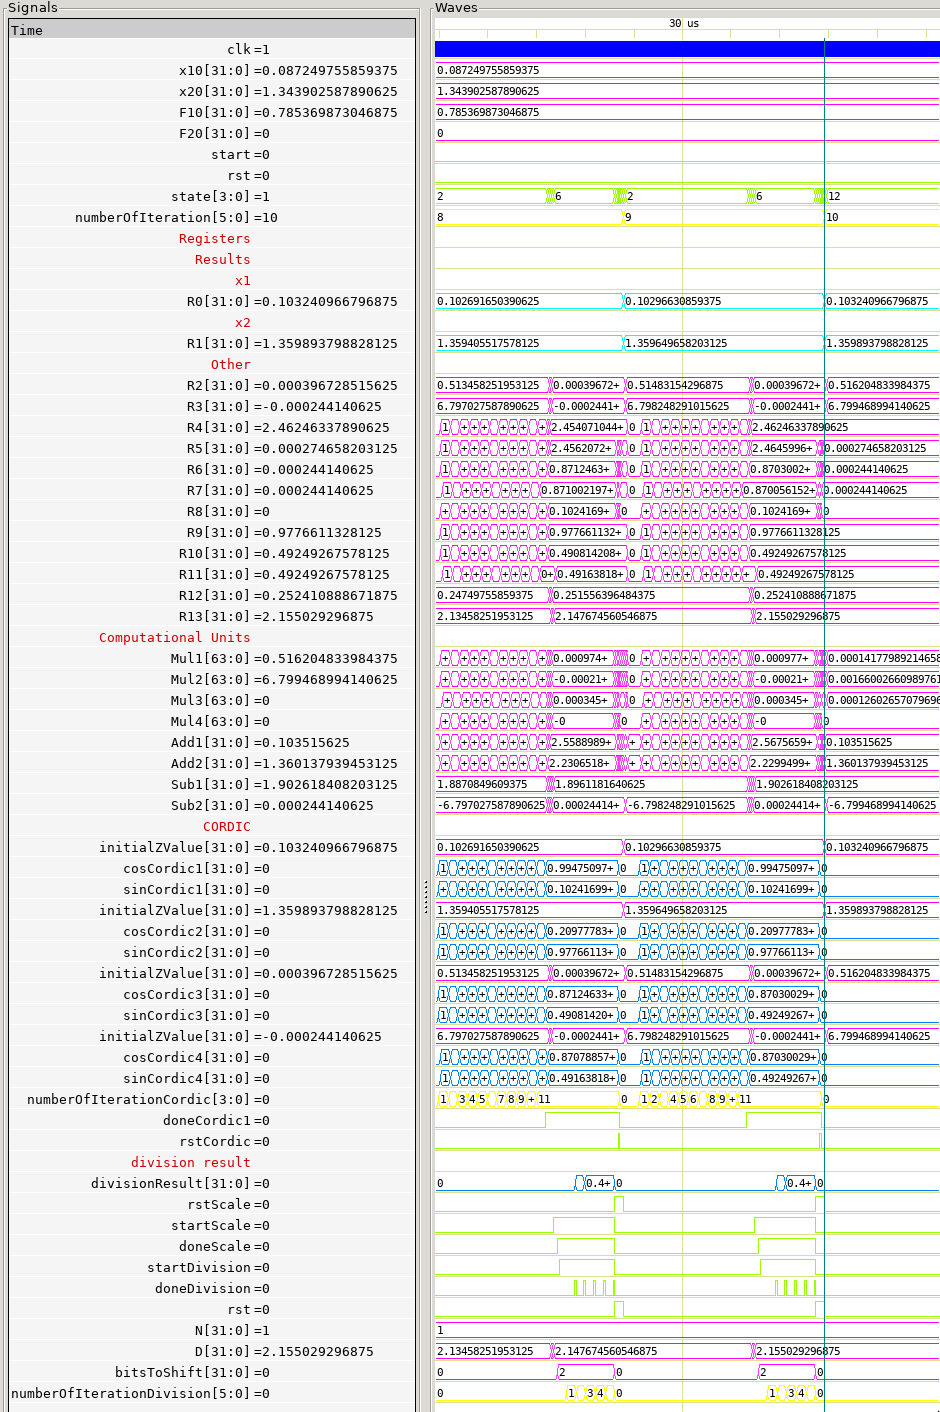 Signals
Waves
Time
30 us
clk =1
x10[31:0] =0.087249755859375
0.087249755859375
x20[31:0] =1.343902587890625
1.343902587890625
F10[31:0] =0.785369873046875
0.785369873046875
F20[31:0] =0
0
start =0
rst =0
state[3:0] =1
2 6 2 6 12
numberOfIteration[5:0] =10
8 9 10
Registers
Results
x1
R0[31:0] =0.103240966796875
0.102691650390625 0.10296630859375 0.103240966796875
x2
R1[31:0] =1.359893798828125
1.359405517578125 1.359649658203125 1.359893798828125
Other
R2[31:0] =0.000396728515625
0.513458251953125 0.00039672+ 0.51483154296875 0.00039672+ 0.516204833984375
R3[31:0] =-0.000244140625
6.797027587890625 -0.0002441+ 6.798248291015625 -0.0002441+ 6.799468994140625
R4[31:0] =2.46246337890625
1 + + + + + + + 2.454071044+ 0 1 + + + + + + + 2.46246337890625
R5[31:0] =0.000274658203125
1 + + + + + + + 2.4562072+ 0 1 + + + + + + + 2.4645996+ 0.000274658203125
R6[31:0] =0.000244140625
1 + + + + + + + 0.8712463+ 0 1 + + + + + + + 0.8703002+ 0.000244140625
R7[31:0] =0.000244140625
1 + + + + + + 0.871002197+ 0 1 + + + + + + 0.870056152+ 0.000244140625
R8[31:0] =0
+ + + + + + + + 0.1024169+ 0 + + + + + + + + 0.1024169+ 0
R9[31:0] =0.9776611328125
1 + + + + + + + 0.977661132+ 0 1 + + + + + + + 0.9776611328125
R10[31:0] =0.49249267578125
1 + + + + + + + 0.490814208+ 0 1 + + + + + + + 0.49249267578125
R11[31:0] =0.49249267578125
1 + + + + + + 0+ 0.49163818+ 0 1 + + + + + + + 0.49249267578125
R12[31:0] =0.252410888671875
0.24749755859375 0.251556396484375 0.252410888671875
R13[31:0] =2.155029296875
2.13458251953125 2.147674560546875 2.155029296875
Computational Units
Mul1[63:0] =0.516204833984375
+ + + + + + + + 0.000974+ 0 + + + + + + + + 0.000977+ 0.0001417798921465
Mul2[63:0] =6.799468994140625
+ + + + + + + + -0.00021+ 0 + + + + + + + + -0.00021+ 0.0016600266098976
Mul3[63:0] =0
+ + + + + + + + 0.000345+ 0 + + + + + + + + 0.000345+ 0.0001260265707969
Mul4[63:0] =0
+ + + + + + + + -0 0 + + + + + + + + -0 0
Add1[31:0] =0.103515625
+ + + + + + + + 2.5588989+ + + + + + + + + + 2.5675659+ 0.103515625
Add2[31:0] =1.360137939453125
+ + + + + + + + 2.2306518+ + + + + + + + + + 2.2299499+ 1.360137939453125
Sub1[31:0] =1.902618408203125
1.8870849609375 1.8961181640625 1.902618408203125
Sub2[31:0] =0.000244140625
-6.797027587890625 0.00024414+ -6.798248291015625 0.00024414+ -6.799468994140625
CORDIC
initialZValue[31:0] =0.103240966796875
0.102691650390625 0.10296630859375 0.103240966796875
cosCordic1[31:0] =0
1 + + + + + + + 0.99475097+ 0 1 + + + + + + + 0.99475097+ 0
sinCordic1[31:0] =0
+ + + + + + + + 0.10241699+ 0 + + + + + + + + 0.10241699+ 0
initialZValue[31:0] =1.359893798828125
1.359405517578125 1.359649658203125 1.359893798828125
cosCordic2[31:0] =0
1 + + + + + + + 0.20977783+ 0 1 + + + + + + + 0.20977783+ 0
sinCordic2[31:0] =0
1 + + + + + + + 0.97766113+ 0 1 + + + + + + + 0.97766113+ 0
initialZValue[31:0] =0.000396728515625
0.513458251953125 0.00039672+ 0.51483154296875 0.00039672+ 0.516204833984375
cosCordic3[31:0] =0
1 + + + + + + + 0.87124633+ 0 1 + + + + + + + 0.87030029+ 0
sinCordic3[31:0] =0
1 + + + + + + + 0.49081420+ 0 1 + + + + + + + 0.49249267+ 0
initialZValue[31:0] =-0.000244140625
6.797027587890625 -0.0002441+ 6.798248291015625 -0.0002441+ 6.799468994140625
cosCordic4[31:0] =0
1 + + + + + + + 0.87078857+ 0 1 + + + + + + + 0.87030029+ 0
sinCordic4[31:0] =0
1 + + + + + + + 0.49163818+ 0 1 + + + + + + + 0.49249267+ 0
numberOfIterationCordic[3:0] =0
1 3 4 5 7 8 9 + 11 0 1 2 4 5 6 8 9 + 11 0
doneCordic1 =0
rstCordic =0
division result
divisionResult[31:0] =0
0 0.4+ 0 0.4+ 0
rstScale =0
startScale =0
doneScale =0
startDivision =0
doneDivision =0
rst =0
N[31:0] =1
1
D[31:0] =2.155029296875
2.13458251953125 2.147674560546875 2.155029296875
bitsToShift[31:0] =0
0 2 0 2 0
numberOfIterationDivision[5:0] =0
0 1 3 4 0 1 3 4 0